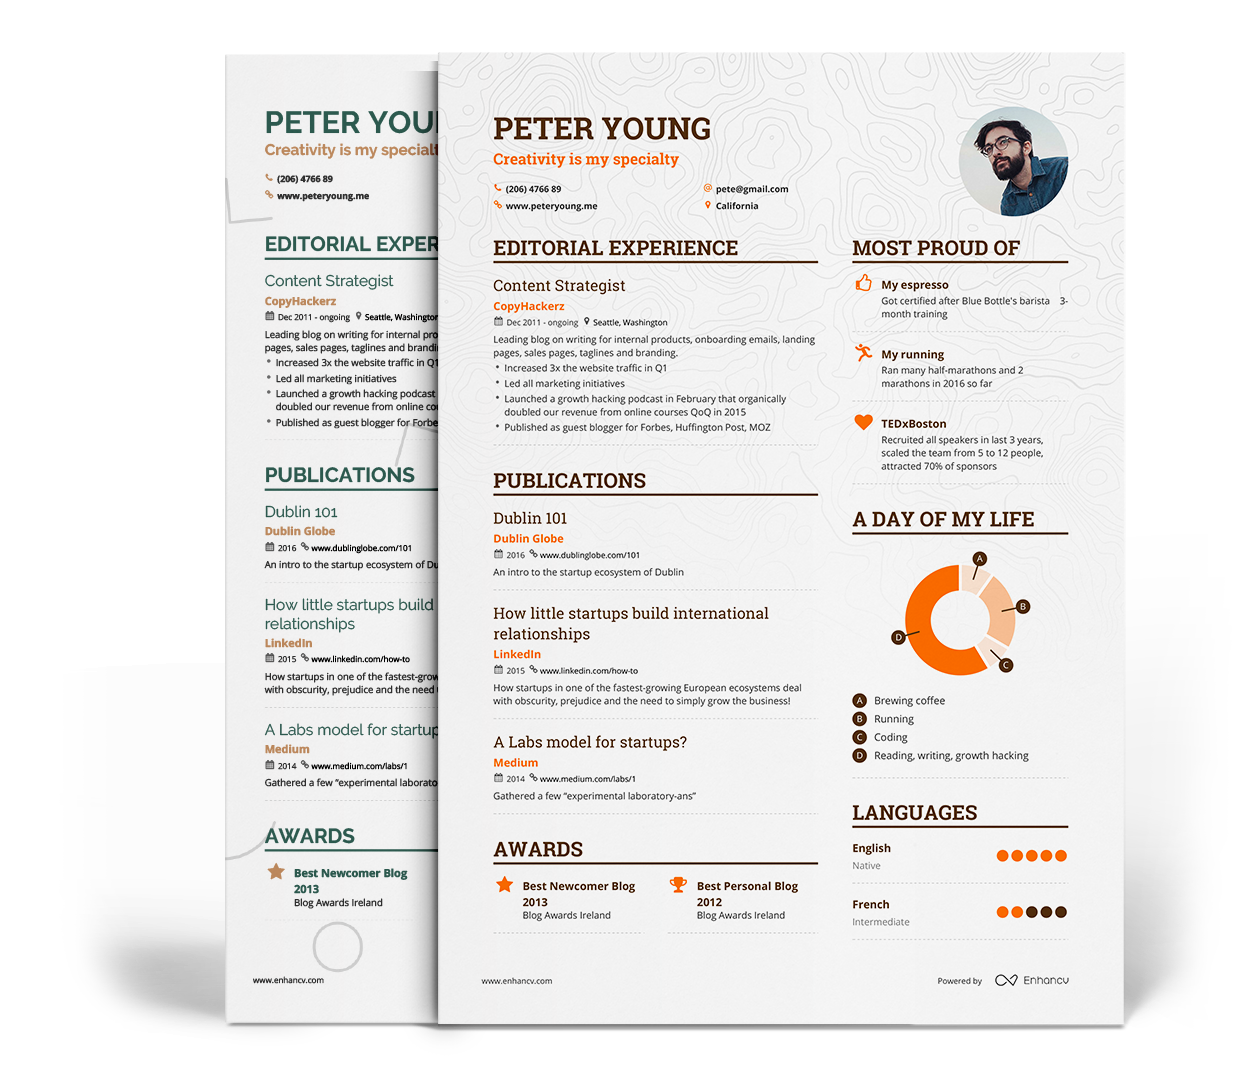 PETER YOU
Creativity is my special
(206) 4766 89
www.peteryoung.me
EDITORIAL EXPER
Content Strategist
CopyHackerz
Dec 2011 - ongoing Seattle, Washington
Leading blog on writing for internal pro
pages, sales pages, taglines and brandi
• Increased 3x the website traffic in Q1
• Led all marketing initiatives
• Launched a growth hacking podcast
doubled our revenue from online co
• Published as guest blogger for Forbe
PUBLICATIONS
Dublin 101
Dublin Globe
2016 www.dublinglobe.com/101
An intro to the startup ecosystem of Du
How little startups build
relationships
LinkedIn
2015 www.linkedin.com/how-to
How startups in one of the fastest-grow
with obscurity, prejudice and the need
A Labs model for startup
Medium
2014 www.medium.com/labs/1
Gathered a few “experimental laborato
AWARDS
Best Newcomer Blog
2013
Blog Awards Ireland
www.enhancv.com
PETER YOUNG
Creativity is my specialty
(206) 4766 89 @ pete@gmail.com
www.peteryoung.me California
EDITORIAL EXPERIENCE
Content Strategist
CopyHackerz
Dec 2011 - ongoing Seattle, Washington
Leading blog on writing for internal products, onboarding emails, landing
pages, sales pages, taglines and branding.
• Increased 3x the website traffic in Q1
• Led all marketing initiatives
• Launched a growth hacking podcast in February that organically
doubled our revenue from online courses QoQ in 2015
• Published as guest blogger for Forbes, Huffington Post, MOZ
PUBLICATIONS
Dublin 101
Dublin Globe
2016 www.dublinglobe.com/101
An intro to the startup ecosystem of Dublin
How little startups build international
relationships
LinkedIn
2015 www.linkedin.com/how-to
How startups in one of the fastest-growing European ecosystems deal
with obscurity, prejudice and the need to simply grow the business!
A Labs model for startups?
Medium
2014 www.medium.com/labs/1
Gathered a few “experimental laboratory-ans”
AWARDS
Best Newcomer Blog
2013
Blog Awards Ireland
Best Personal Blog
2012
Blog Awards Ireland
MOST PROUD OF
My espresso
Got certified after Blue Bottle's barista 3-
month training
My running
Ran many half-marathons and 2
marathons in 2016 so far
TEDxBoston
Recruited all speakers in last 3 years,
scaled the team from 5 to 12 people,
attracted 70% of sponsors
A DAY OF MY LIFE
A
B
D
C
A Brewing coffee
B Running
C Coding
D Reading, writing, growth hacking
LANGUAGES
English
Native
French
Intermediate
www.enhancv.com
Powered by Enhancv